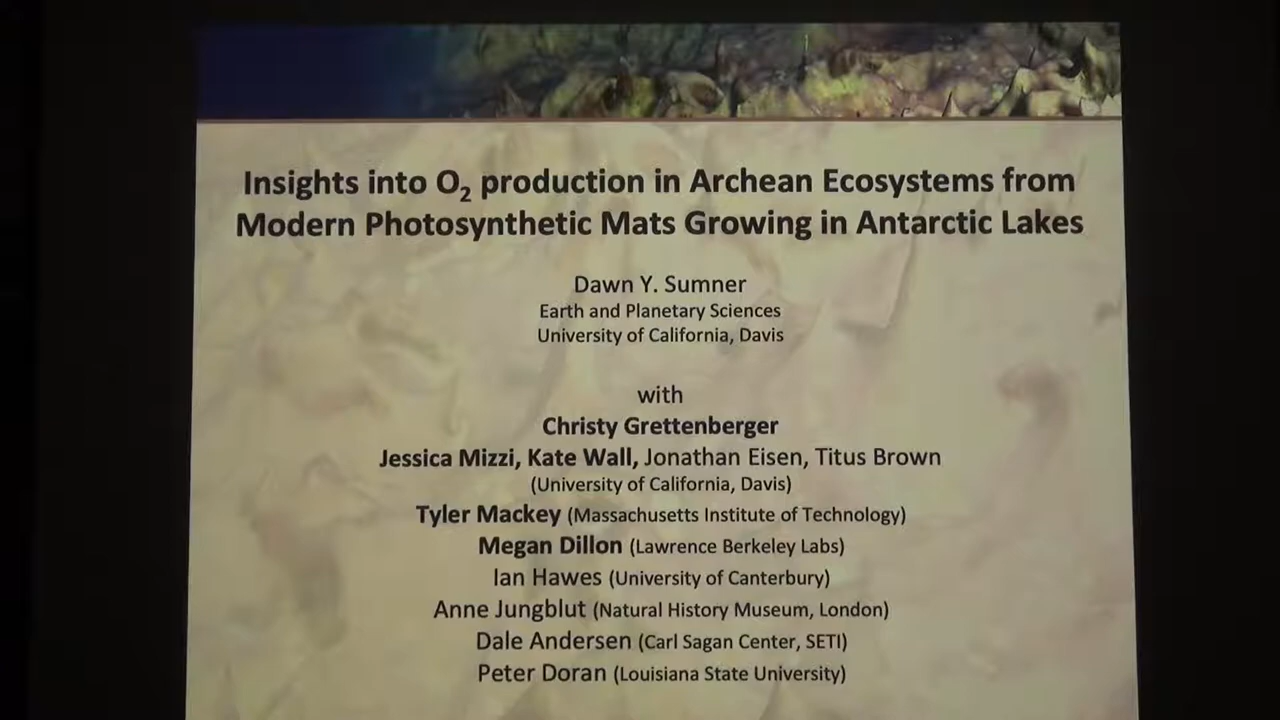 Insights into O₂ production in Archean Ecosystems from
Modern Photosynthetic Mats Growing in Antarctic Lakes
Dawn Y. Sumner
Earth and Planetary Sciences
University of California, Davis
with
Christy Grettenberger
Jessica Mizzi, Kate Wall, Jonathan Eisen, Titus Brown
(University of California, Davis)
Tyler Mackey (Massachusetts Institute of Technology)
Megan Dillon (Lawrence Berkeley Labs)
Ian Hawes (University of Canterbury)
Anne Jungblut (Natural History Museum, London)
Dale Andersen (Carl Sagan Center, SETI)
Peter Doran (Louisiana State University)